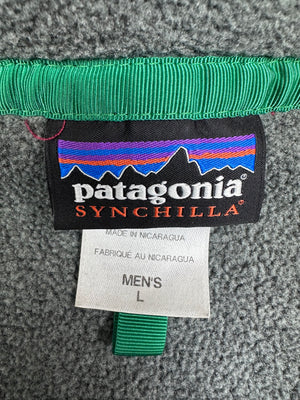 patagonia®
SYNCHILLA®
MADE IN NICARAGUA
FABRIQUE AU NICARAGUA
MEN'S
L